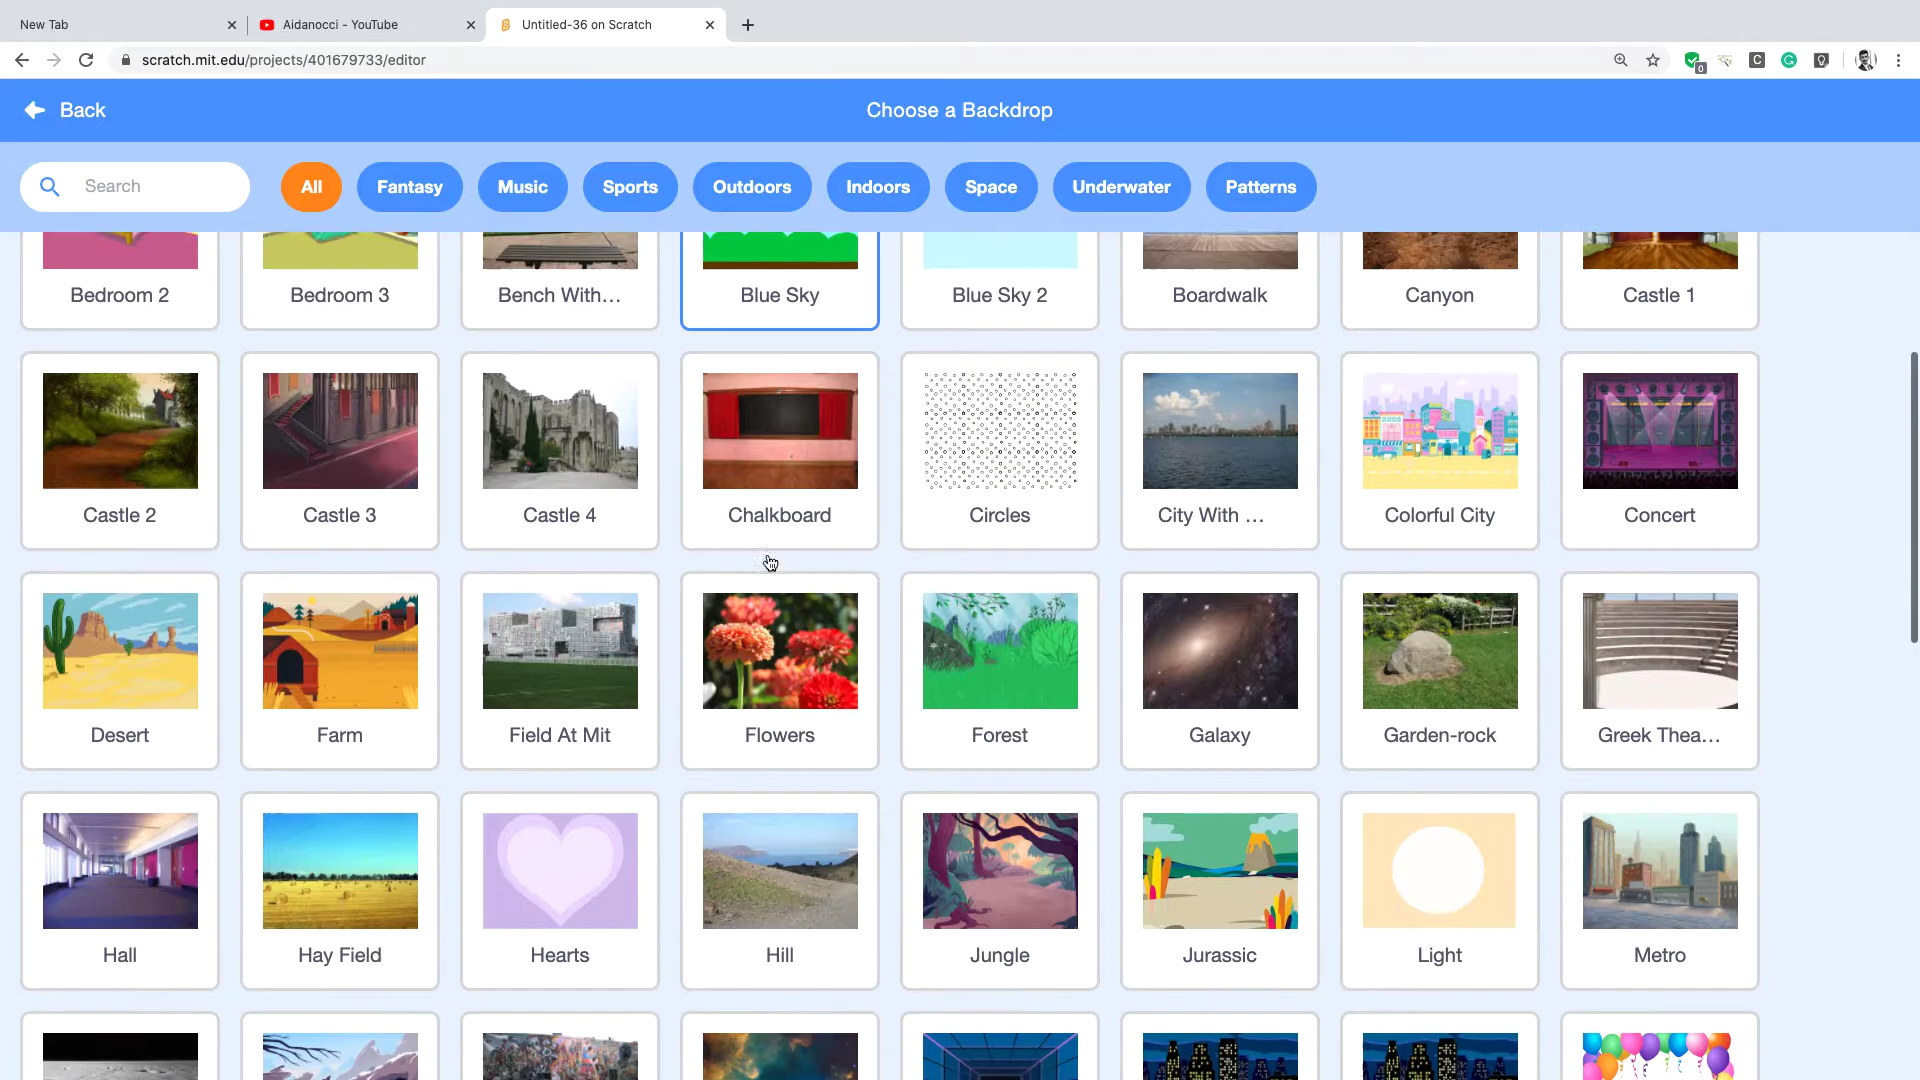 New Tab
Aidanocci - YouTube
Untitled-36 on Scratch
scratch.mit.edu/projects/401679733/editor
0
C
G
Back
Choose a Backdrop
Search
All
Fantasy
Music
Sports
Outdoors
Indoors
Space
Underwater
Patterns
Bedroom 2
Bedroom 3
Bench With...
Blue Sky
Blue Sky 2
Boardwalk
Canyon
Castle 1
Castle 2
Castle 3
Castle 4
Chalkboard
Circles
City With ...
Colorful City
Concert
Desert
Farm
Field At Mit
Flowers
Forest
Galaxy
Garden-rock
Greek Thea...
Hall
Hay Field
Hearts
Hill
Jungle
Jurassic
Light
Metro